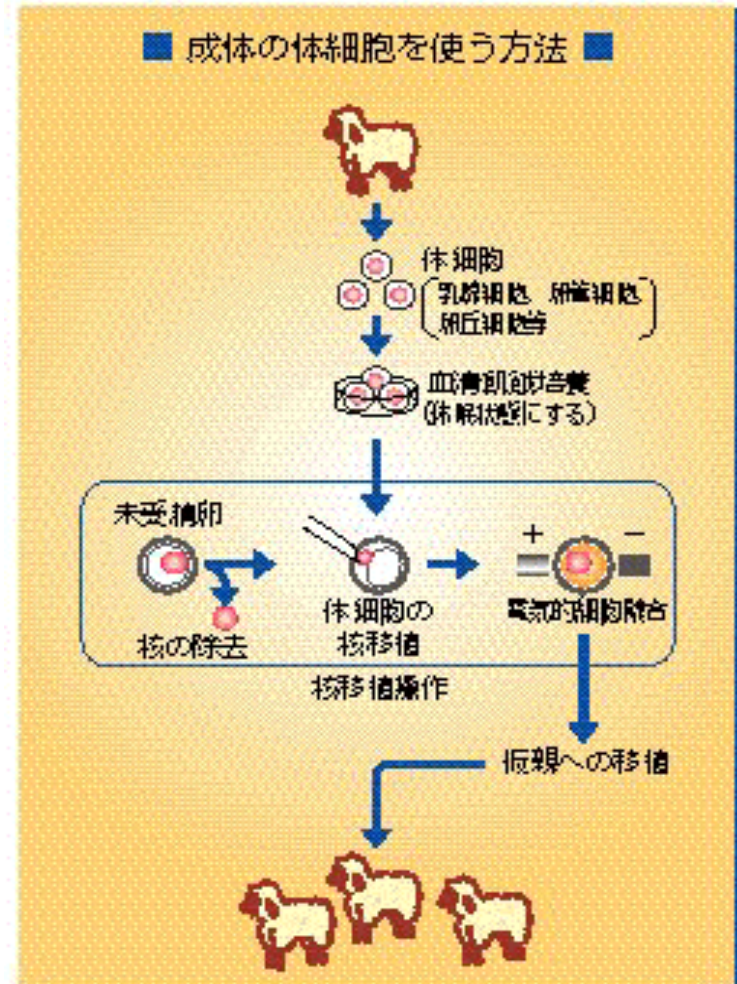 ■ 成体の体細胞を使う方法 ■
体細胞
(乳腺細胞、卵管細胞
卵丘細胞等)
血清飢餓培養
(休眠状態にする)
未受精卵
+ −
核の除去
体細胞の
核移植
電気的細胞融合
核移植操作
仮親への移植